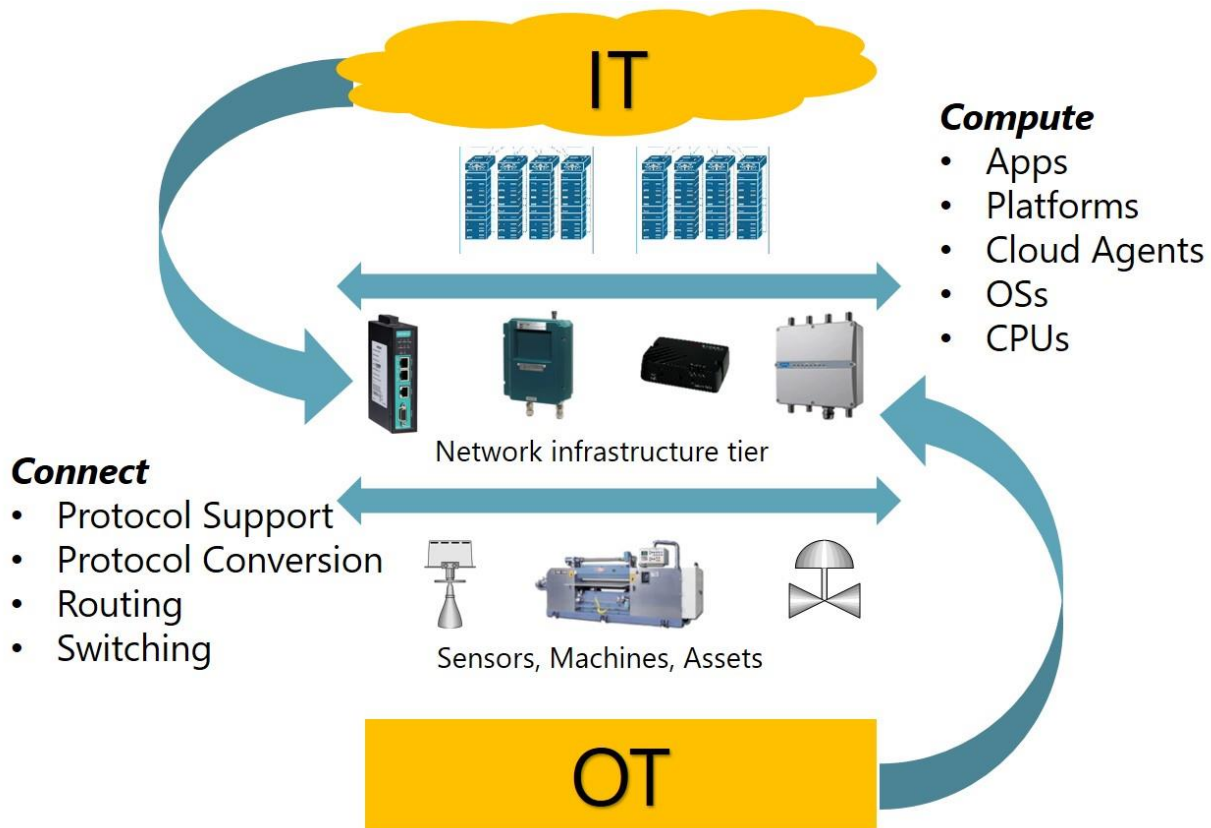 IT
Compute
• Apps
• Platforms
• Cloud Agents
• OSs
• CPUs
Network infrastructure tier
Connect
• Protocol Support
• Protocol Conversion
• Routing
• Switching
Sensors, Machines, Assets
OT